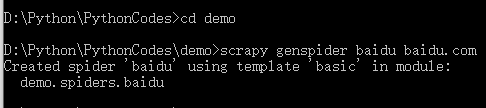 D:\Python\PythonCodes>cd demo
D:\Python\PythonCodes\demo>scrapy genspider baidu baidu.com
Created spider 'baidu' using template 'basic' in module:
  demo.spiders.baidu